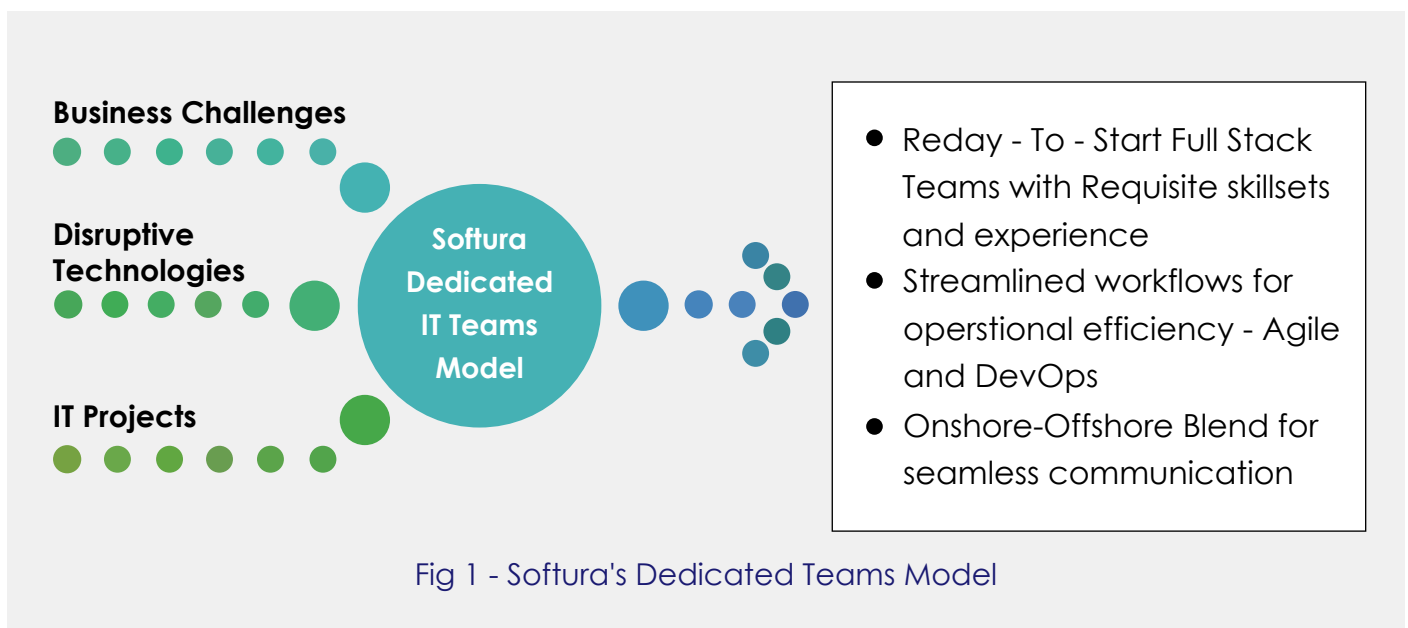 Business Challenges
Disruptive
Technologies
IT Projects
Softura
Dedicated
IT Teams
Model
● Reday - To - Start Full Stack
Teams with Requisite skillsets
and experience
● Streamlined workflows for
operstional efficiency - Agile
and DevOps
● Onshore-Offshore Blend for
seamless communication
Fig 1 - Softura's Dedicated Teams Model